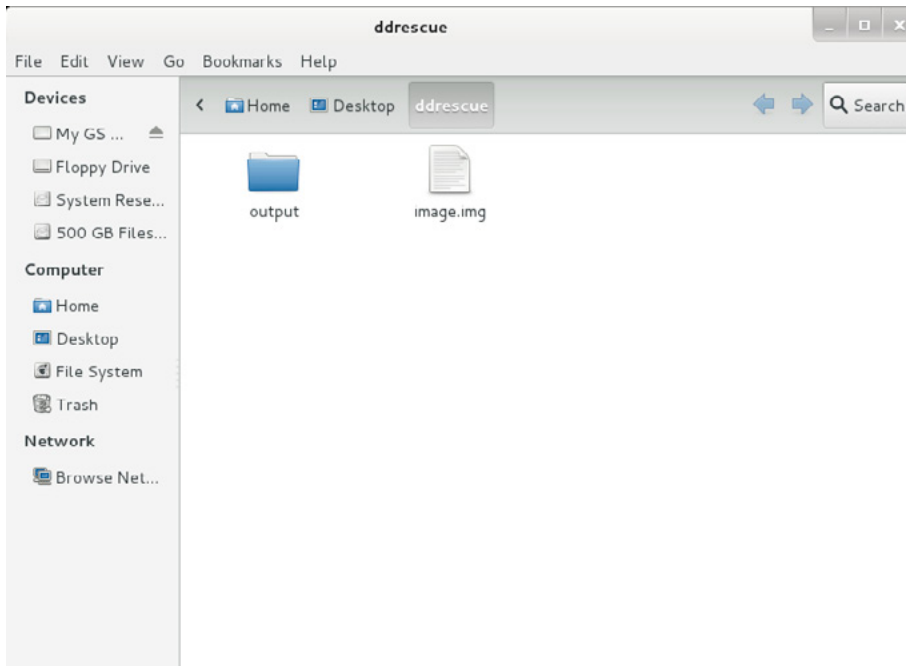 ddrescue
File Edit View Go Bookmarks Help
Devices
My GS ...
Floppy Drive
System Rese...
500 GB Files...
Computer
Home
Desktop
File System
Trash
Network
Browse Net...
Home Desktop ddrescue
Search
output
image.img